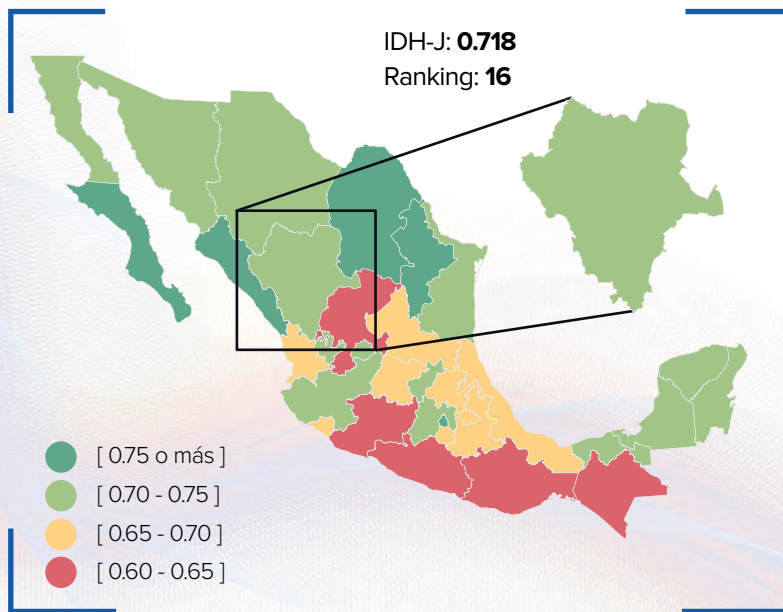 IDH-J: 0.718
Ranking: 16
[ 0.75 o más ]
[ 0.70 - 0.75 ]
[ 0.65 - 0.70 ]
[ 0.60 - 0.65 ]